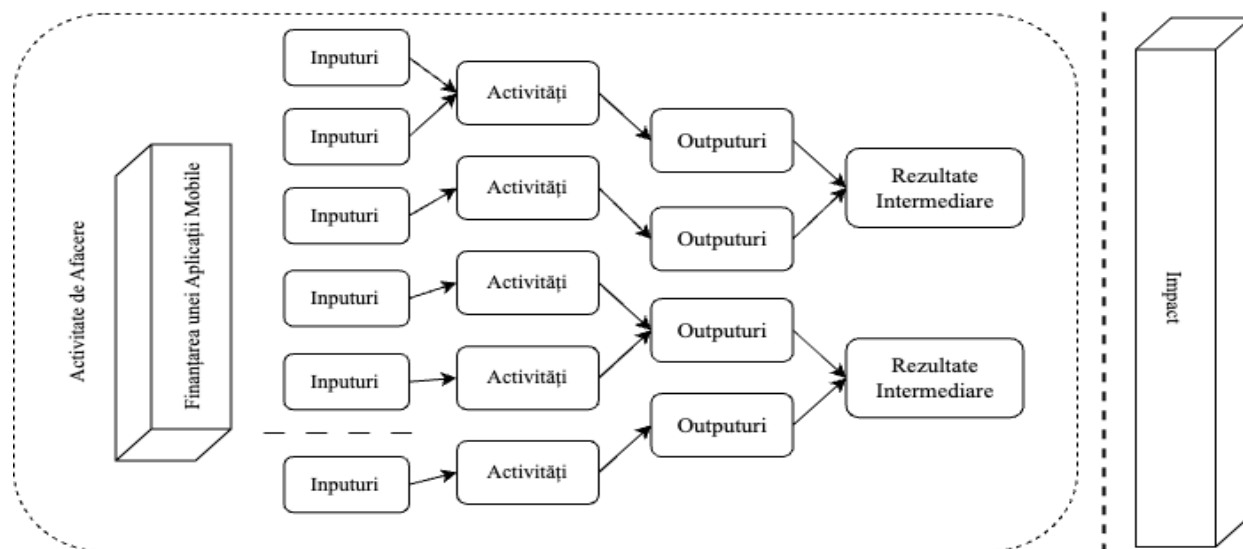 Activitate de Afacere
Finanțarea unei Aplicații Mobile
Inputuri
Inputuri
Inputuri
Inputuri
Inputuri
Inputuri
Activități
Activități
Activități
Activități
Activități
Outputuri
Outputuri
Outputuri
Outputuri
Rezultate
Intermediare
Rezultate
Intermediare
Impact